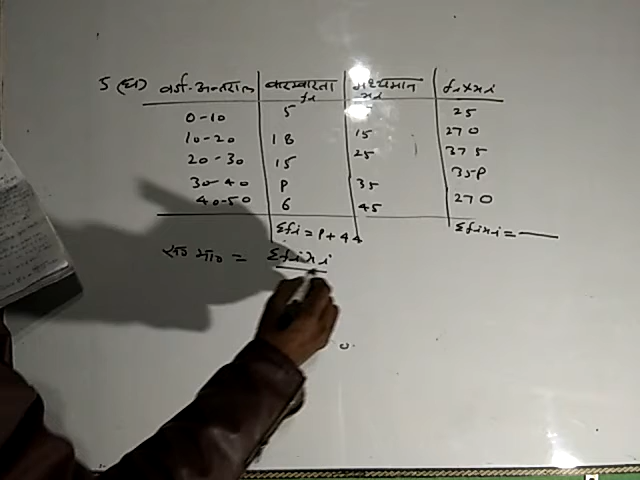 5 (घ) वर्ग-अन्तराल बारम्बारता fi मध्यमान xi fi×xi
0-10 5 5 25
10-20 18 15 270
20-30 15 25 375
30-40 P 35 35P
40-50 6 45 270
Σfi = P+44 Σfixi =
स० मा० = Σfixi